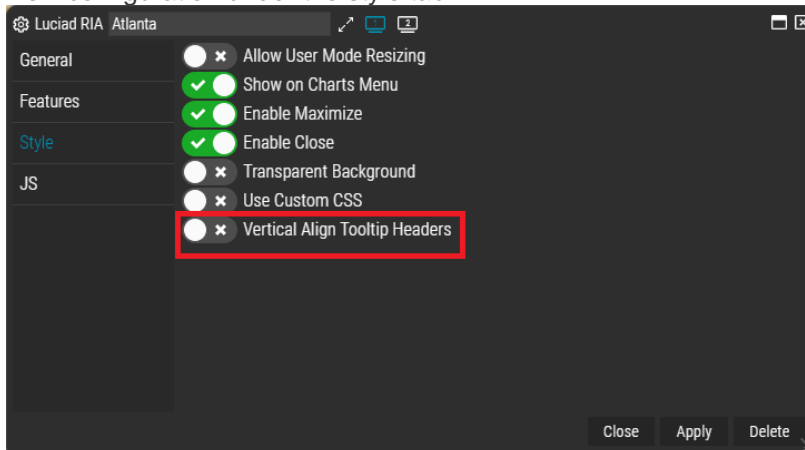 Luciad RIA Atlanta 1 2
General
Features
Style
JS
Allow User Mode Resizing
Show on Charts Menu
Enable Maximize
Enable Close
Transparent Background
Use Custom CSS
Vertical Align Tooltip Headers
Close Apply Delete